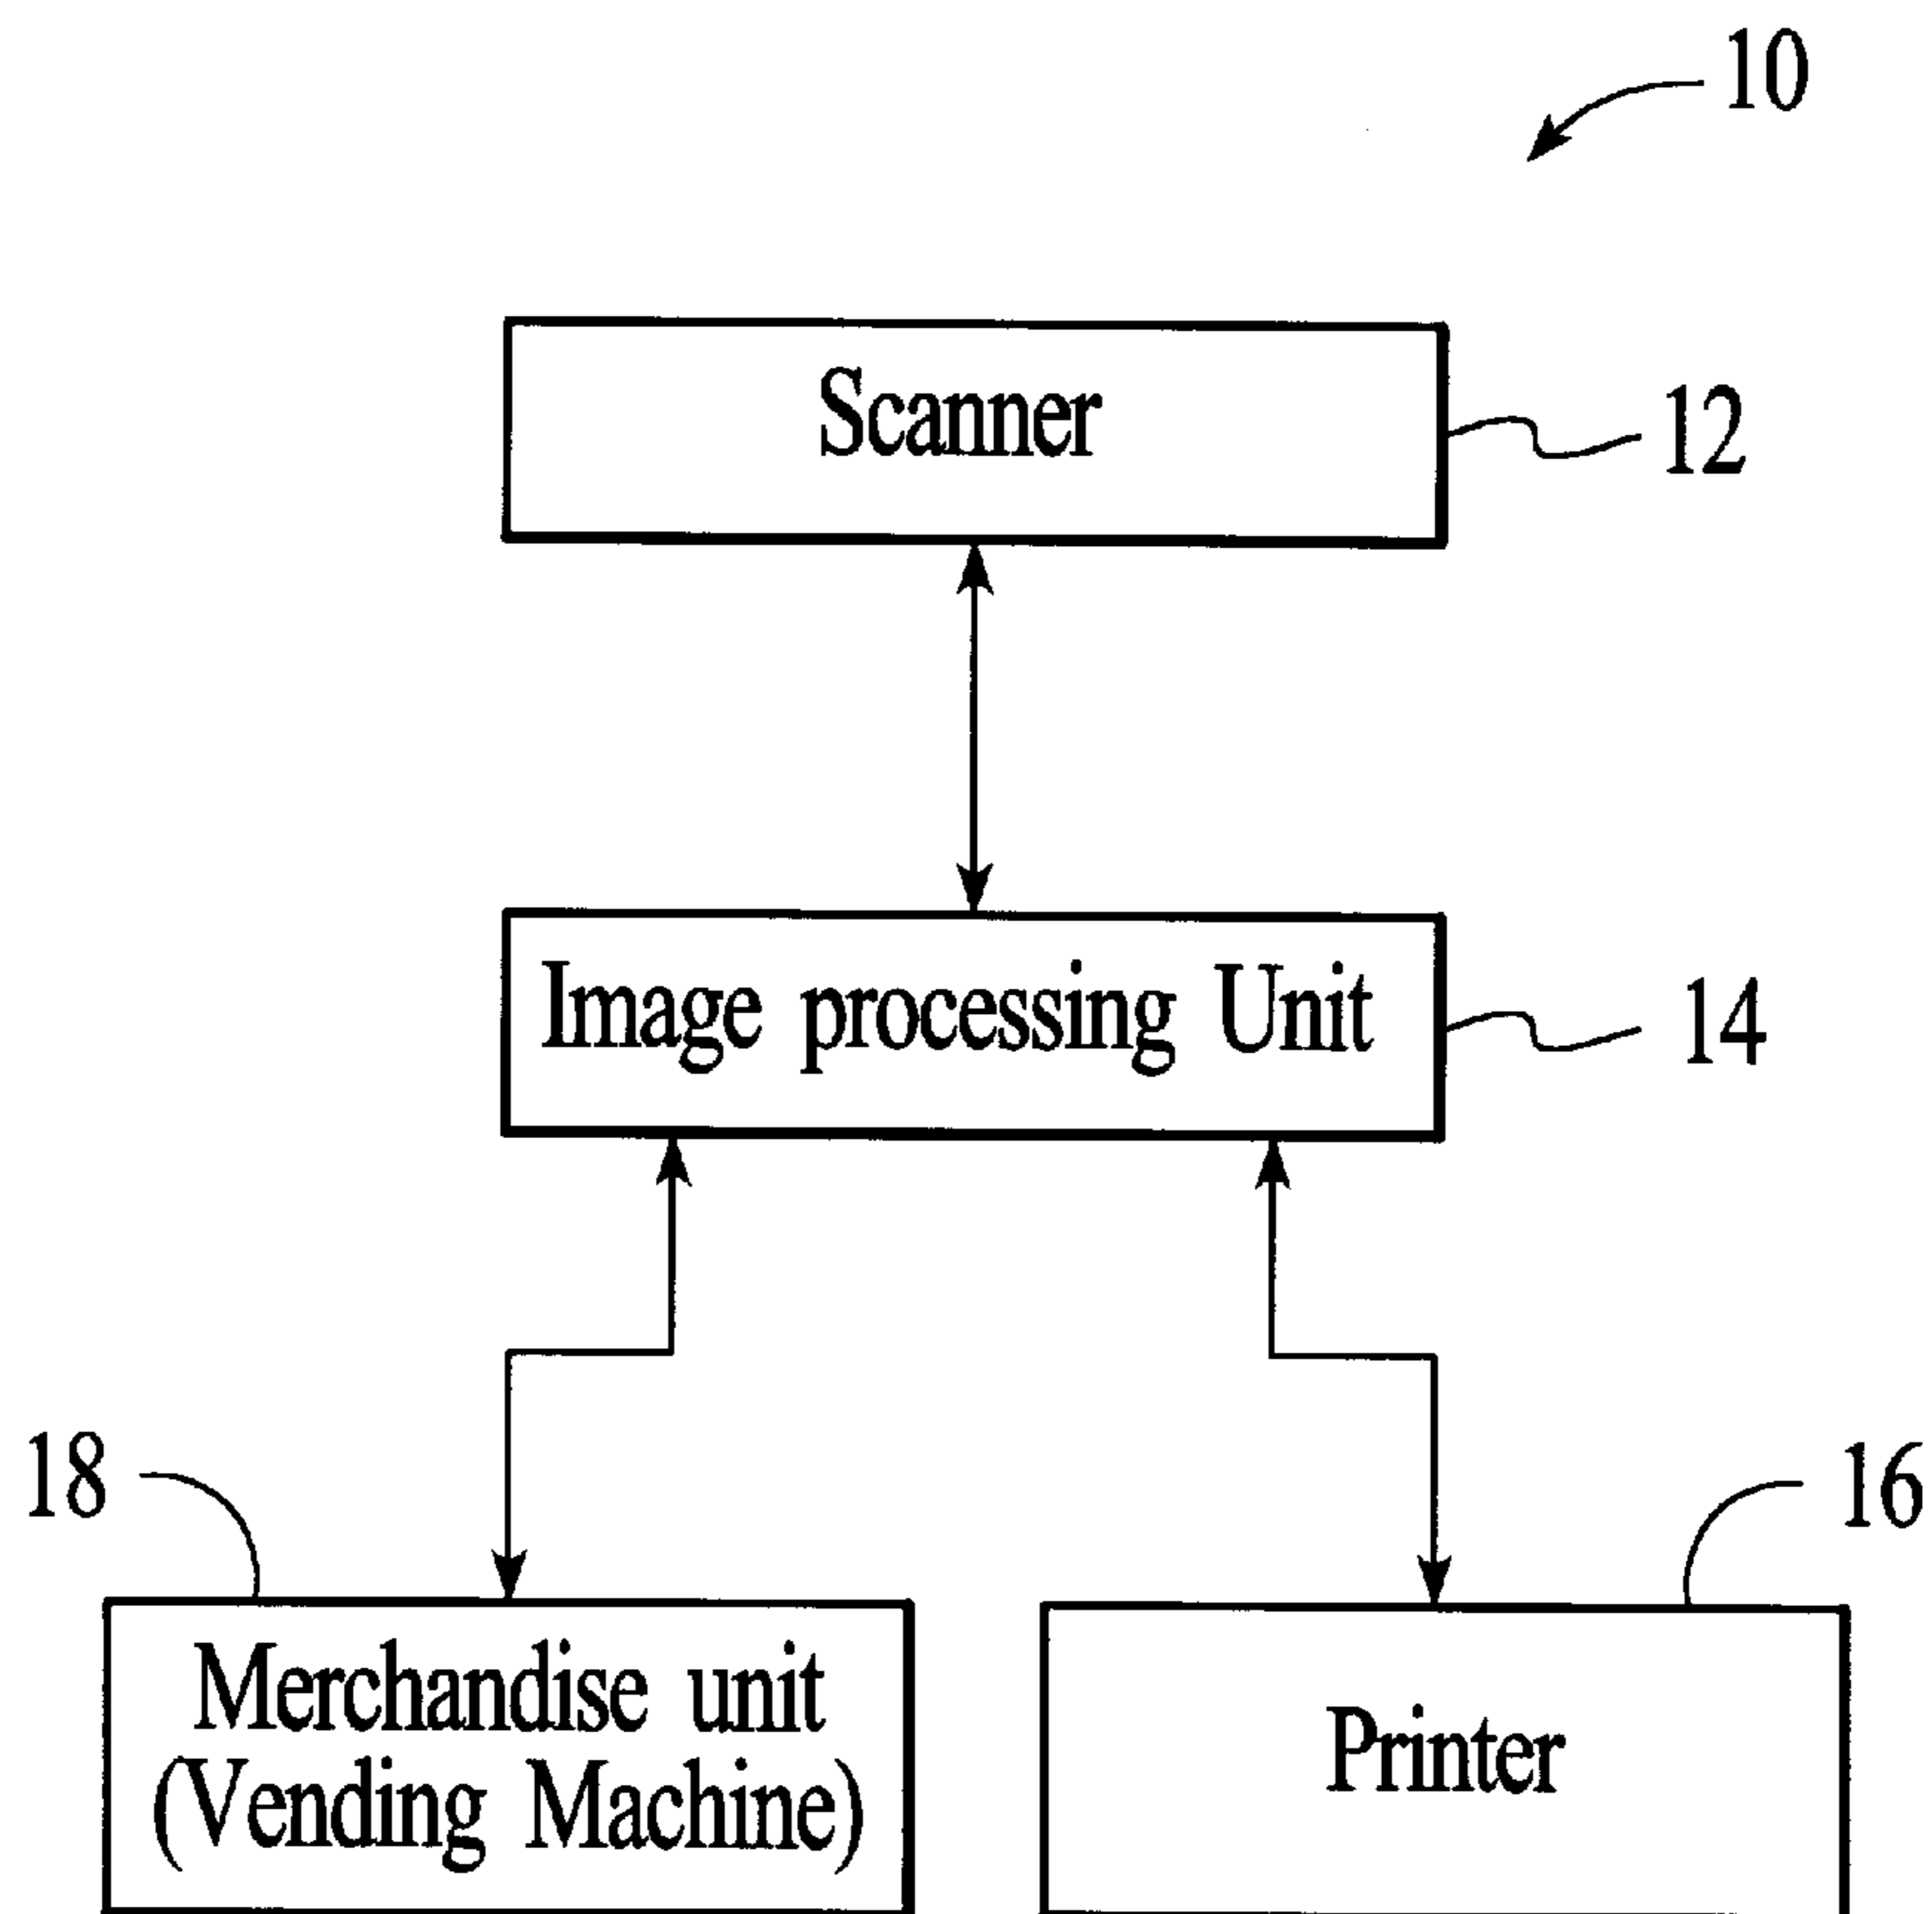 10
Scanner
12
Image processing Unit
14
18
16
Merchandise unit
(Vending Machine)
Printer